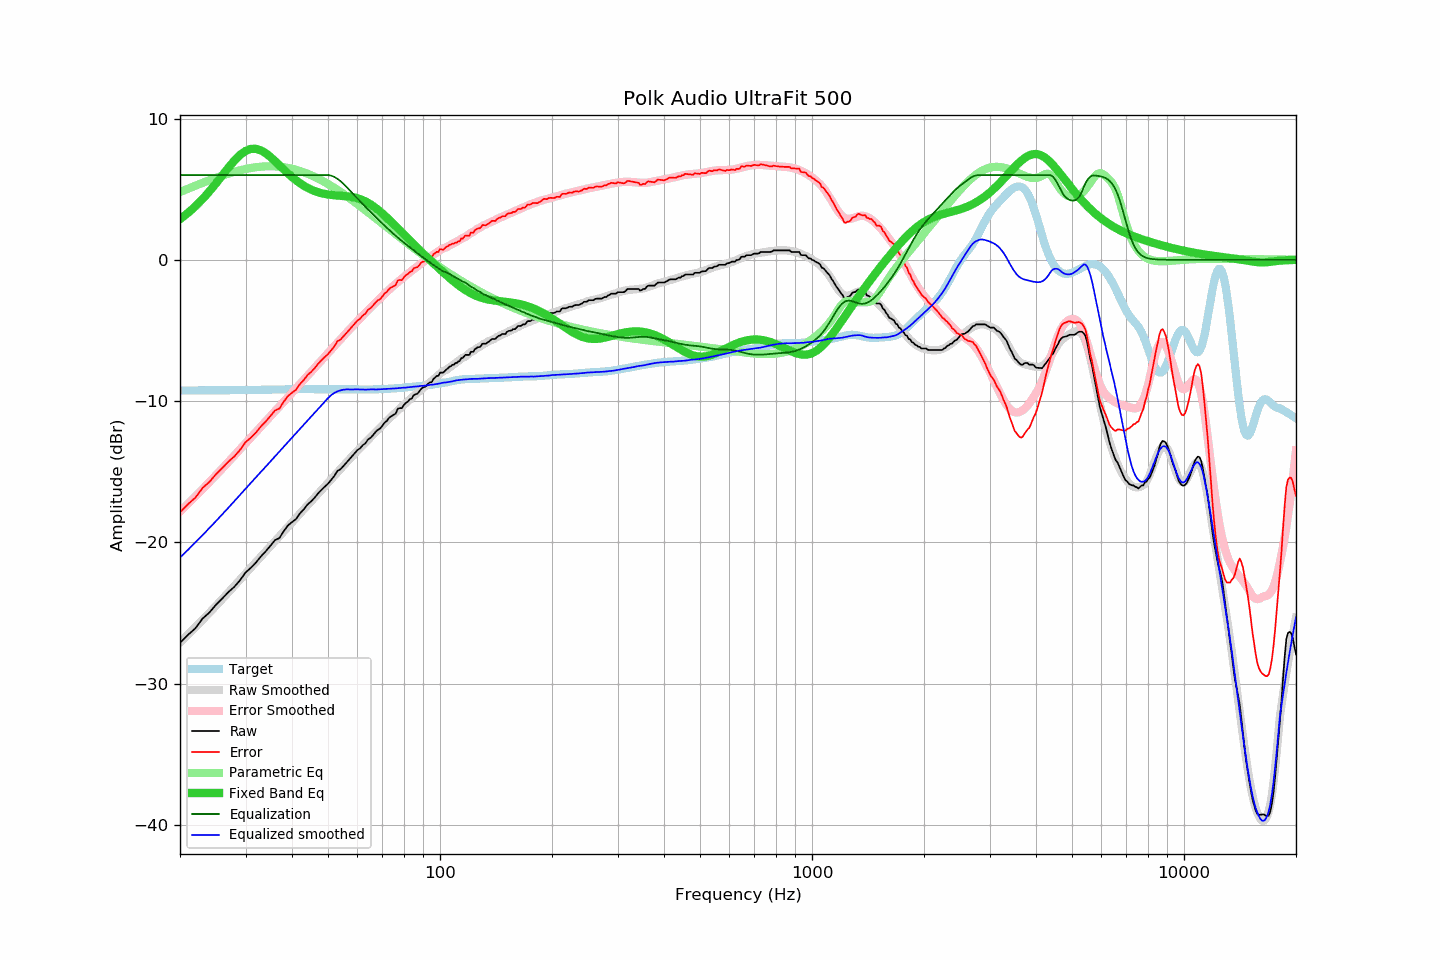 Polk Audio UltraFit 500
10
0
−10
−20
−30
−40
Amplitude (dBr)
Target
Raw Smoothed
Error Smoothed
Raw
Error
Parametric Eq
Fixed Band Eq
Equalization
Equalized smoothed
100
1000
10000
Frequency (Hz)